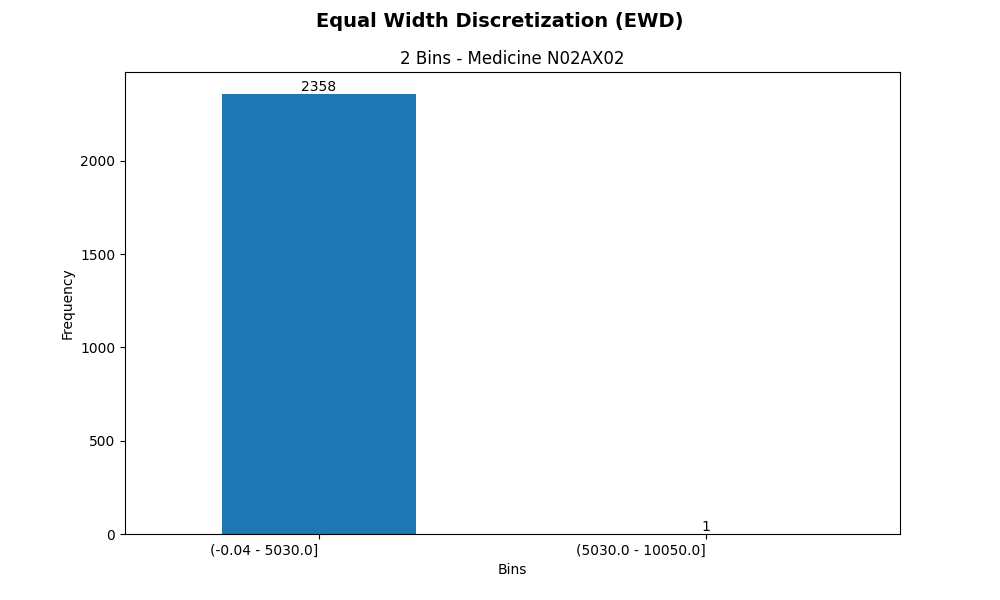 Equal Width Discretization (EWD)
2 Bins - Medicine N02AX02
2358
2000
1500
1000
500
0
Frequency
1
(-0.04 - 5030.0]
(5030.0 - 10050.0]
Bins